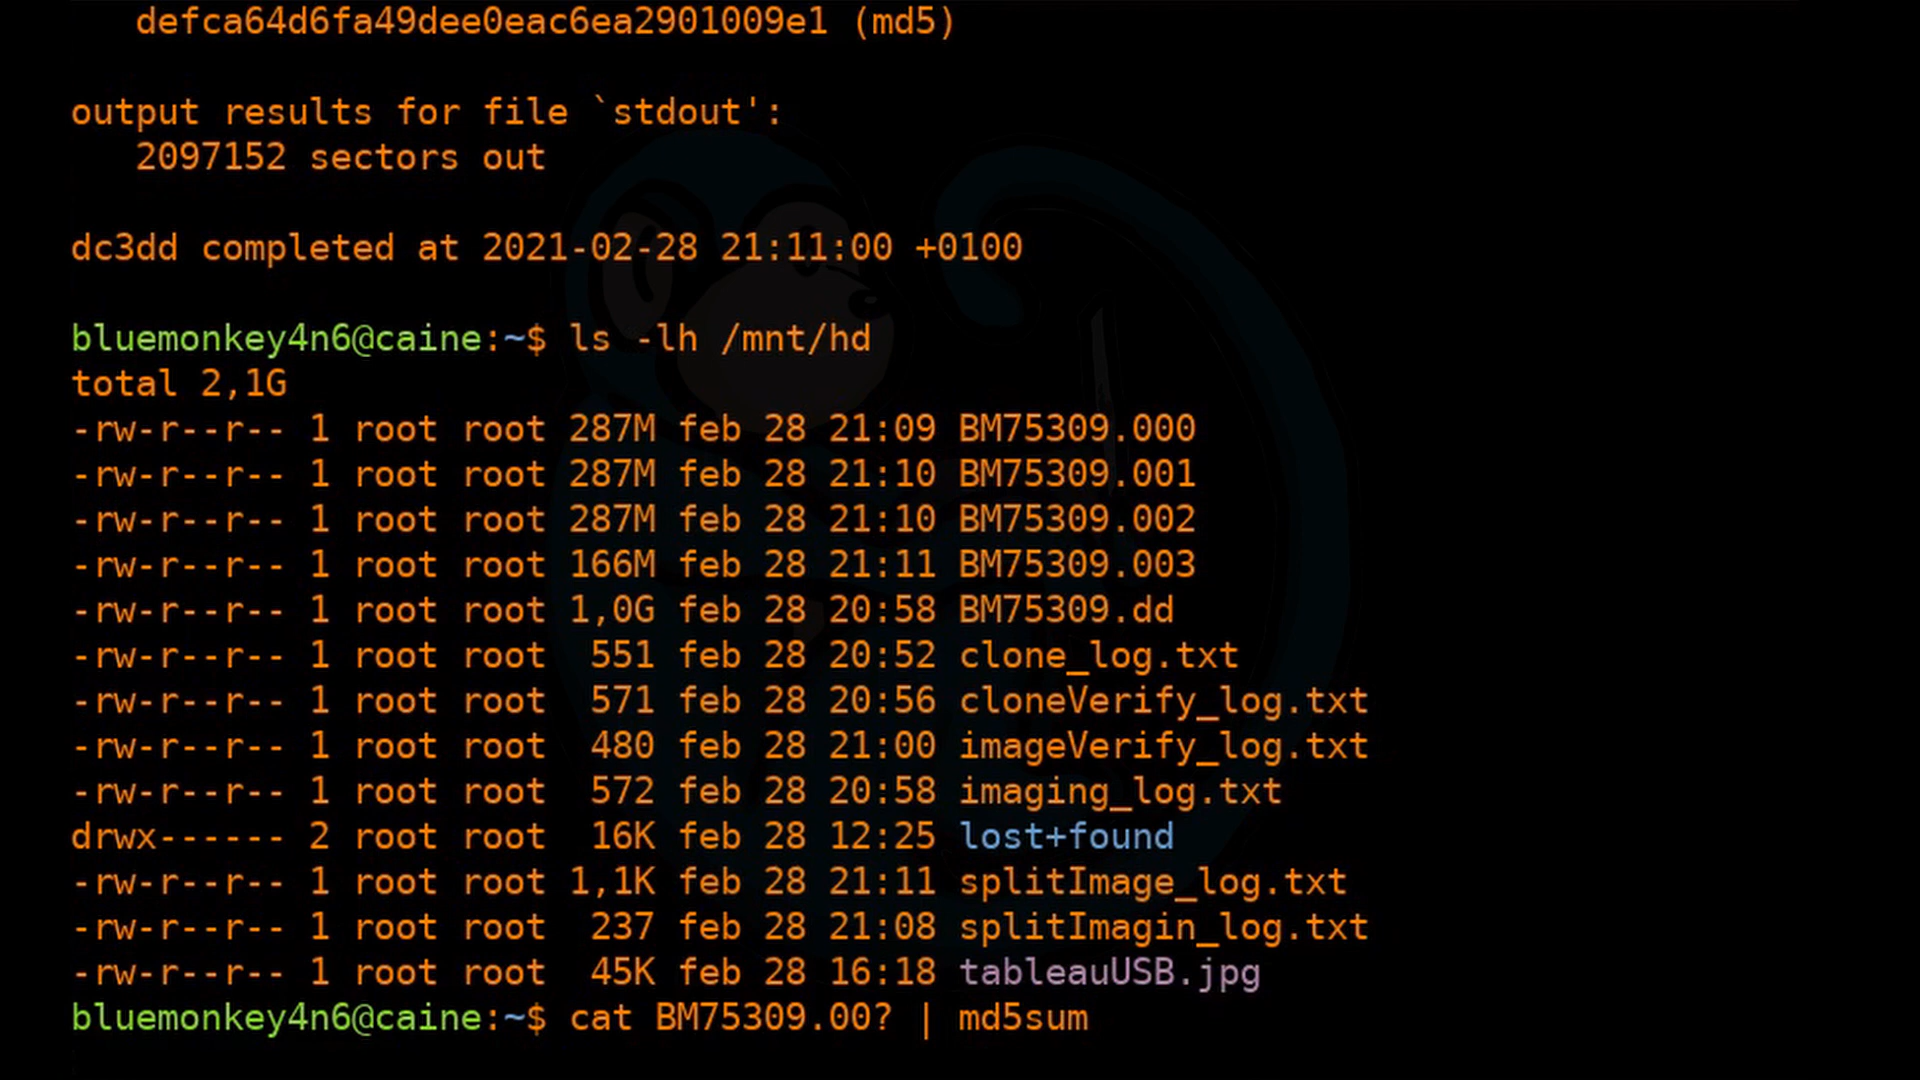 defca64d6fa49dee0eac6ea2901009e1 (md5)
output results for file `stdout':
2097152 sectors out
dc3dd completed at 2021-02-28 21:11:00 +0100
bluemonkey4n6@caine:~$ ls -lh /mnt/hd
total 2,1G
-rw-r--r-- 1 root root 287M feb 28 21:09 BM75309.000
-rw-r--r-- 1 root root 287M feb 28 21:10 BM75309.001
-rw-r--r-- 1 root root 287M feb 28 21:10 BM75309.002
-rw-r--r-- 1 root root 166M feb 28 21:11 BM75309.003
-rw-r--r-- 1 root root 1,0G feb 28 20:58 BM75309.dd
-rw-r--r-- 1 root root 551 feb 28 20:52 clone_log.txt
-rw-r--r-- 1 root root 571 feb 28 20:56 cloneVerify_log.txt
-rw-r--r-- 1 root root 480 feb 28 21:00 imageVerify_log.txt
-rw-r--r-- 1 root root 572 feb 28 20:58 imaging_log.txt
drwx------ 2 root root 16K feb 28 12:25 lost+found
-rw-r--r-- 1 root root 1,1K feb 28 21:11 splitImage_log.txt
-rw-r--r-- 1 root root 237 feb 28 21:08 splitImagin_log.txt
-rw-r--r-- 1 root root 45K feb 28 16:18 tableauUSB.jpg
bluemonkey4n6@caine:~$ cat BM75309.00? | md5sum